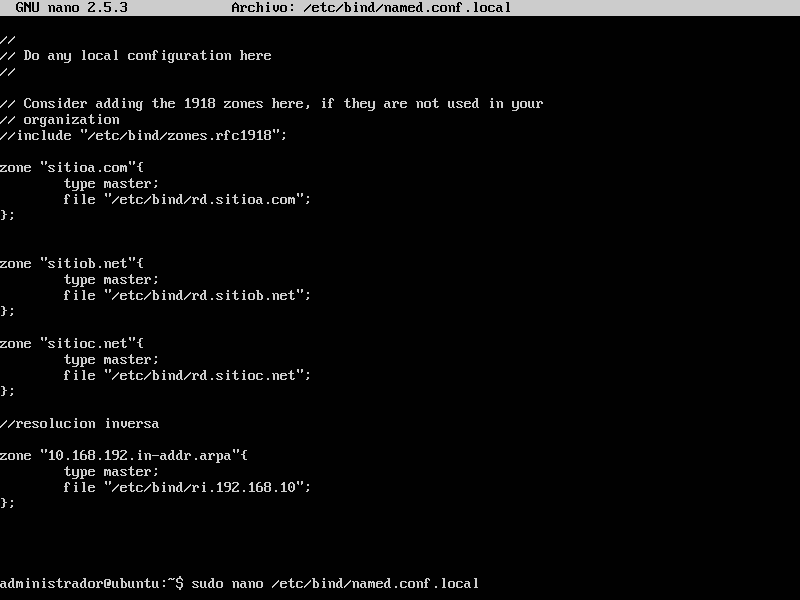 GNU nano 2.5.3 Archivo: /etc/bind/named.conf.local
//
// Do any local configuration here
//
// Consider adding the 1918 zones here, if they are not used in your
// organization
//include "/etc/bind/zones.rfc1918";
zone "sitioa.com"{
type master;
file "/etc/bind/rd.sitioa.com";
};
zone "sitiob.net"{
type master;
file "/etc/bind/rd.sitiob.net";
};
zone "sitioc.net"{
type master;
file "/etc/bind/rd.sitioc.net";
};
//resolucion inversa
zone "10.168.192.in-addr.arpa"{
type master;
file "/etc/bind/ri.192.168.10";
};
administrador@ubuntu:~$ sudo nano /etc/bind/named.conf.local